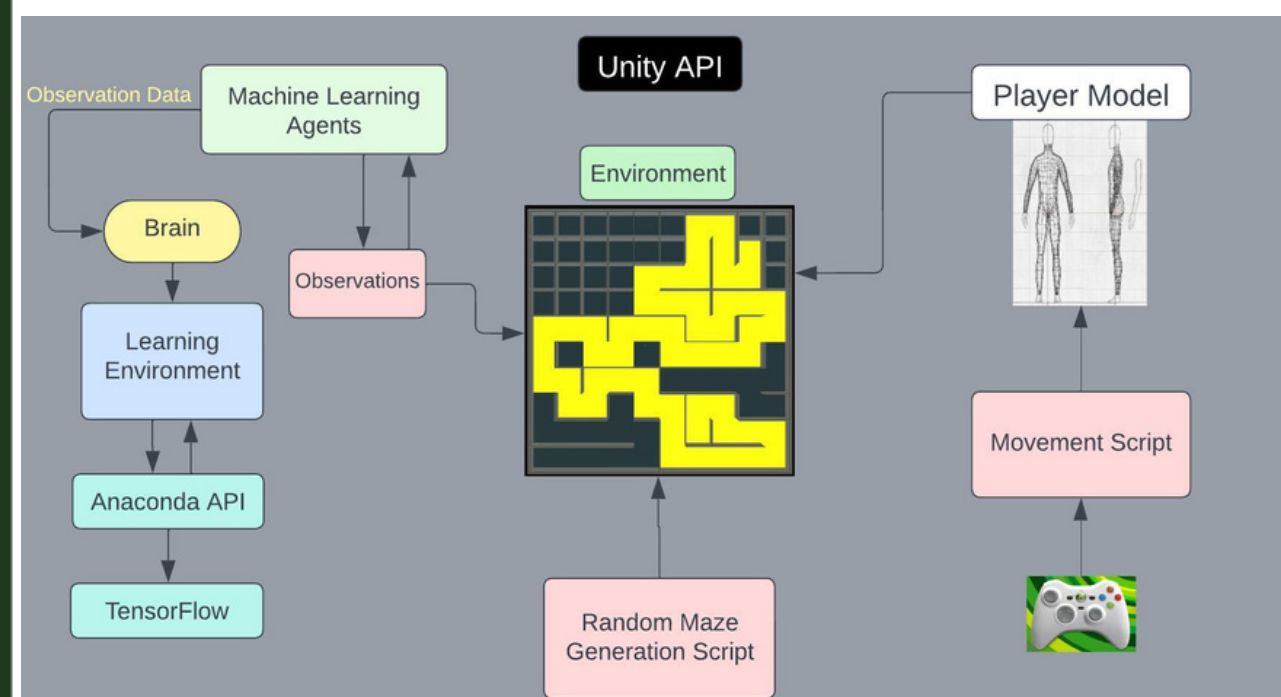 Unity API
Observation Data
Machine Learning
Agents
Brain
Observations
Learning
Environment
Anaconda API
TensorFlow
Environment
Random Maze
Generation Script
Player Model
Movement Script